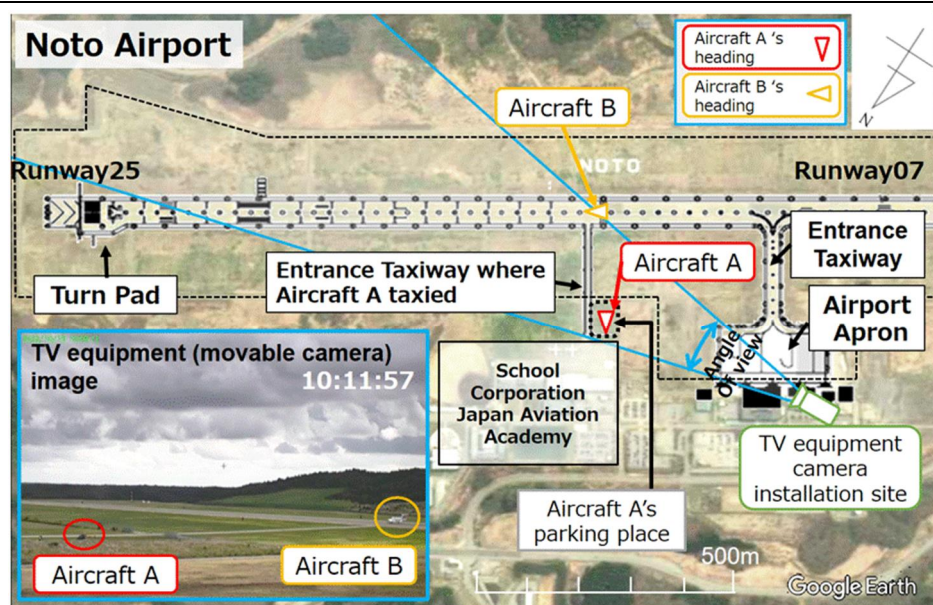 Noto Airport
Aircraft A 's
heading
Aircraft B 's
heading
N
Aircraft B
NOTO
Runway25
Runway07
Entrance
Taxiway
Aircraft A
Entrance Taxiway where
Aircraft A taxied
Turn Pad
Airport
Apron
Angle
Of view
TV equipment (movable camera)
image
10:11:57
School
Corporation
Japan Aviation
Academy
TV equipment
camera
installation site
Aircraft A's
parking place
Aircraft A
Aircraft B
500m
Google Earth